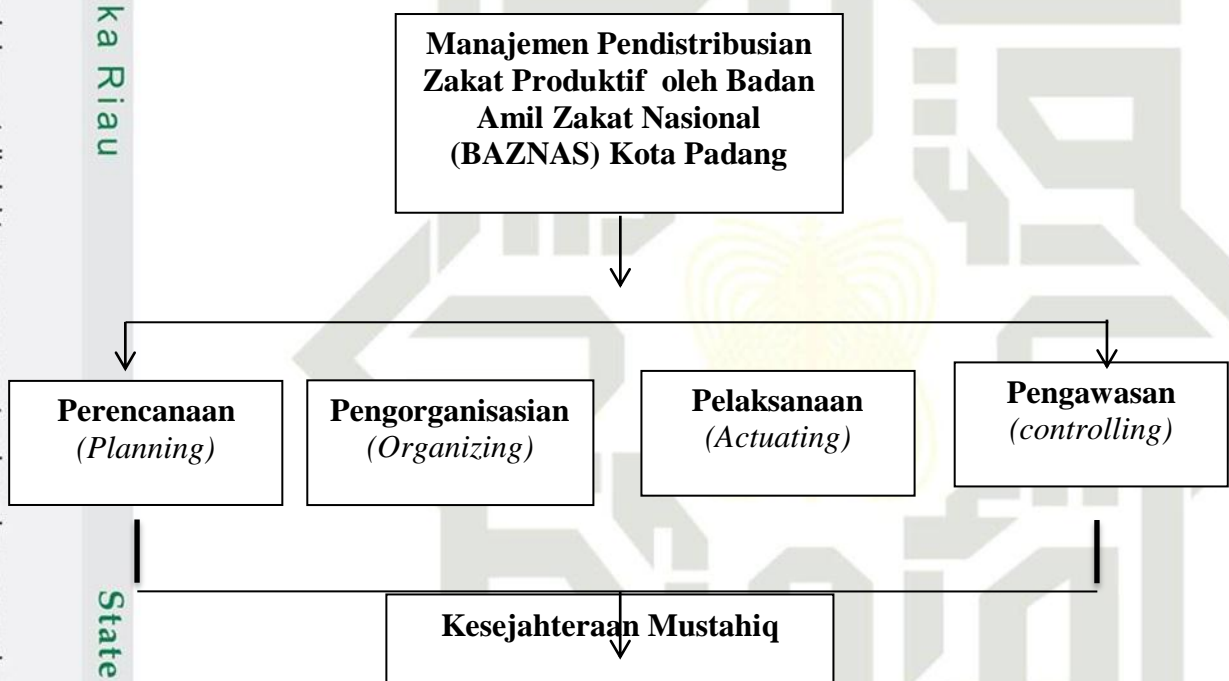 ka Riau
Manajemen Pendistribusian
Zakat Produktif oleh Badan
Amil Zakat Nasional
(BAZNAS) Kota Padang
Perencanaan
(Planning)
Pengorganisasian
(Organizing)
Pelaksanaan
(Actuating)
Pengawasan
(controlling)
State
Kesejahteraan Mustahiq